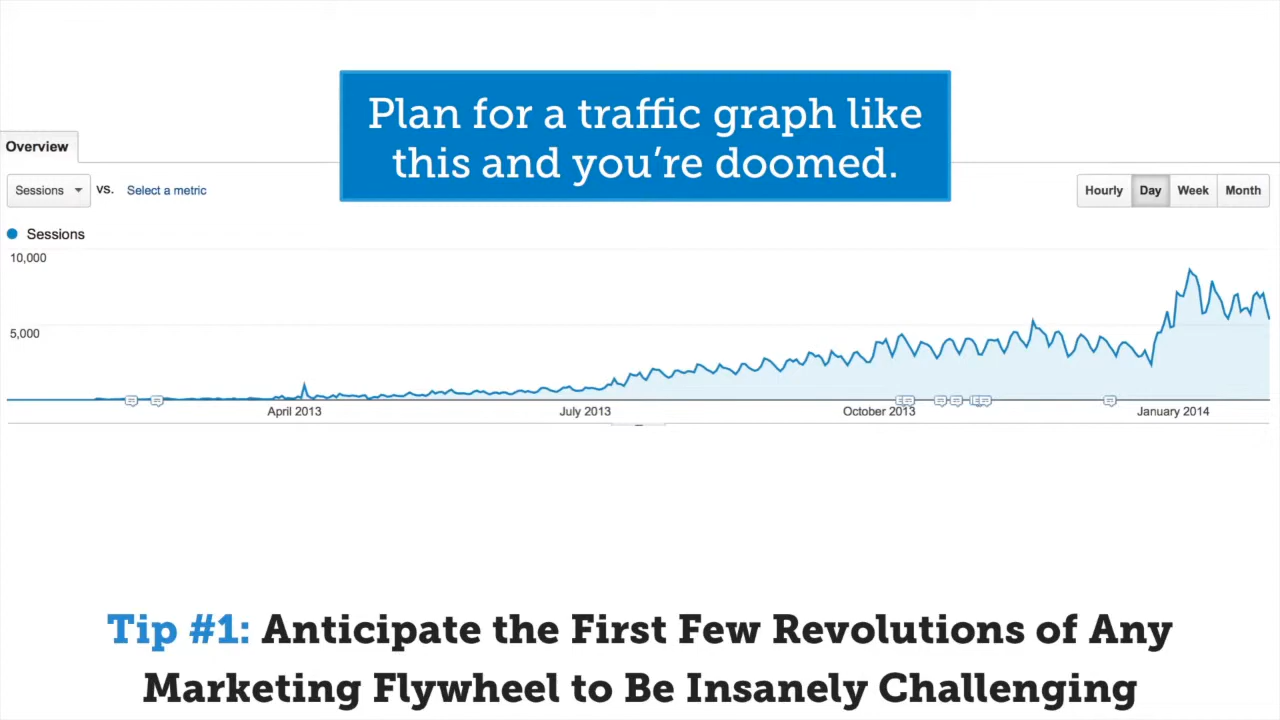 Plan for a traffic graph like
this and you're doomed.
Overview
Sessions vs. Select a metric
Hourly Day Week Month
Sessions
10,000
5,000
April 2013 July 2013 October 2013 January 2014
Tip #1: Anticipate the First Few Revolutions of Any
Marketing Flywheel to Be Insanely Challenging